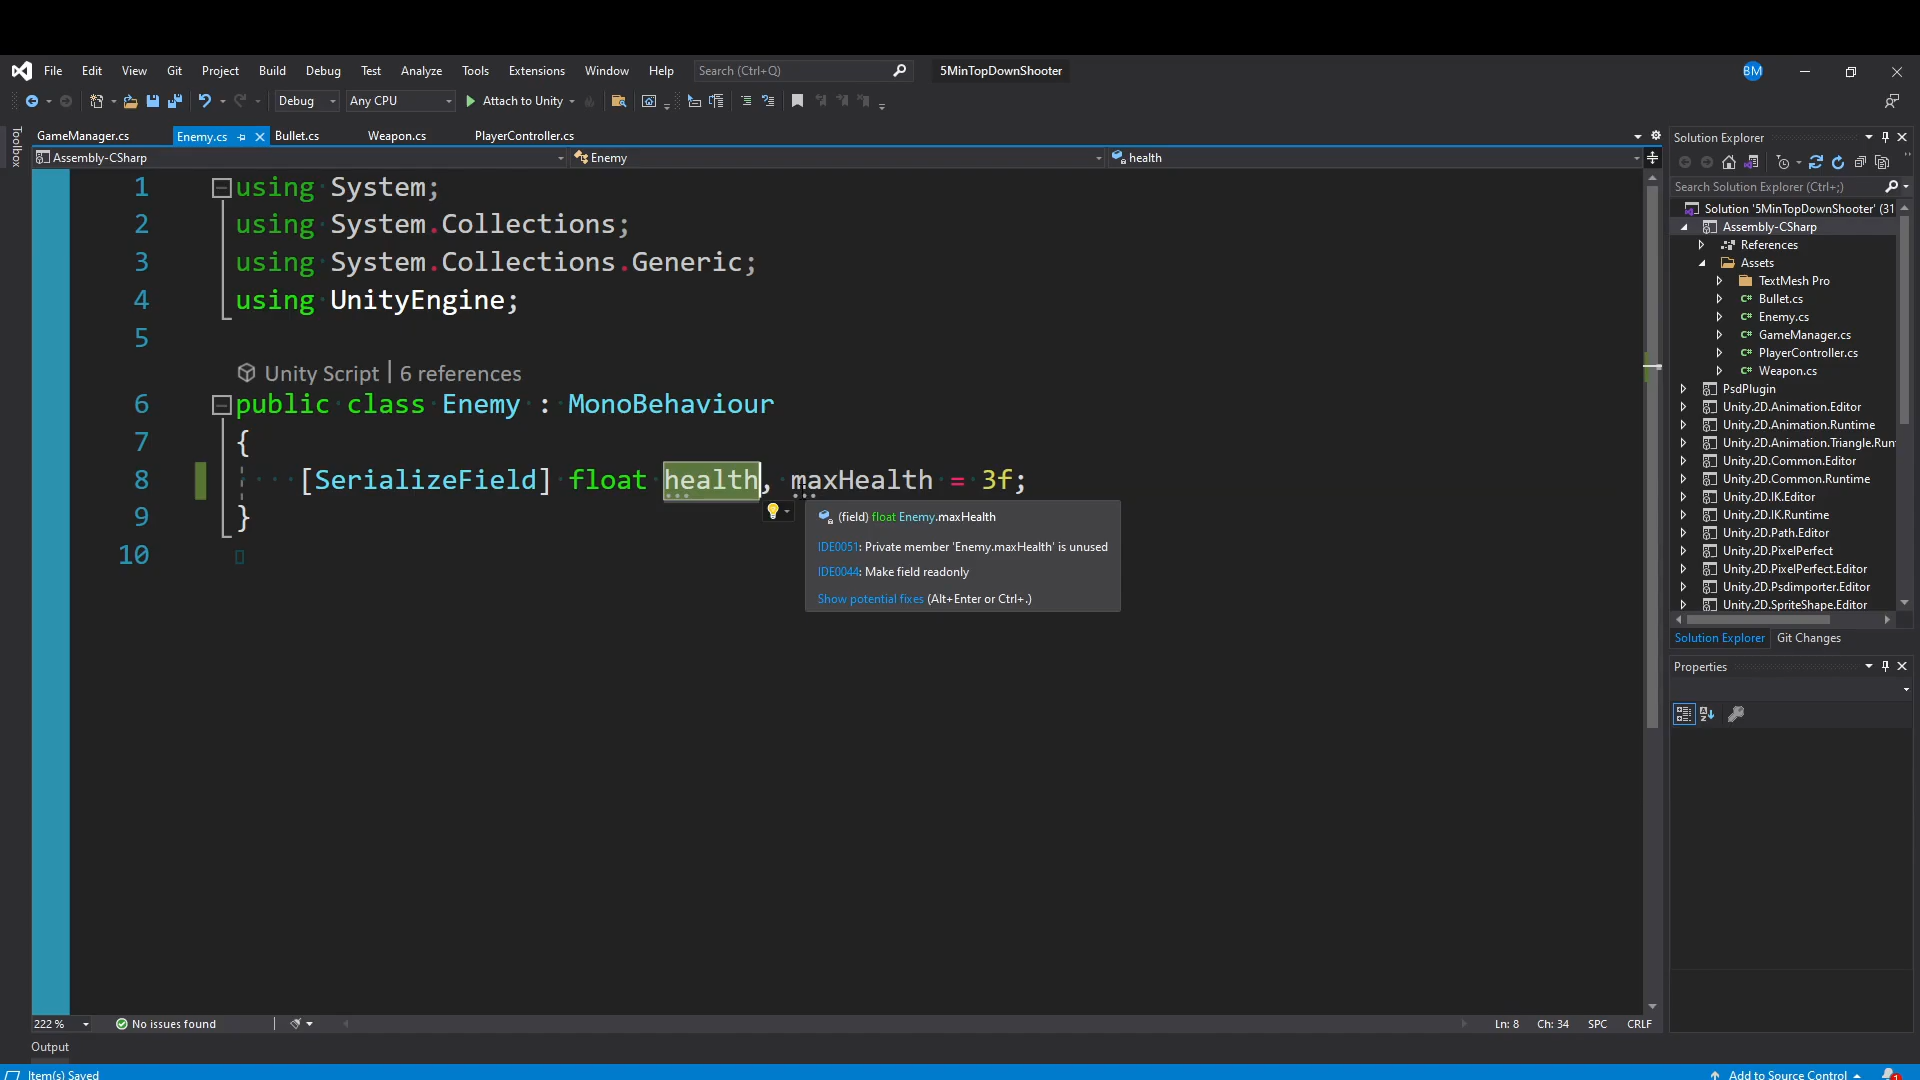 File Edit View Git Project Build Debug Test Analyze Tools Extensions Window Help Search (Ctrl+Q) 5MinTopDownShooter BM
Debug Any CPU Attach to Unity
GameManager.cs Enemy.cs Bullet.cs Weapon.cs PlayerController.cs
Toolbox
Assembly-CSharp Enemy health
1 using System;
2 using System.Collections;
3 using System.Collections.Generic;
4 using UnityEngine;
5
Unity Script | 6 references
6 public class Enemy : MonoBehaviour
7 {
8 [SerializeField] float health, maxHealth = 3f;
9 }
10
(field) float Enemy.maxHealth
IDE0051: Private member 'Enemy.maxHealth' is unused
IDE0044: Make field readonly
Show potential fixes (Alt+Enter or Ctrl+.)
Solution Explorer
Search Solution Explorer (Ctrl+;)
Solution '5MinTopDownShooter' (31
Assembly-CSharp
References
Assets
TextMesh Pro
C# Bullet.cs
C# Enemy.cs
C# GameManager.cs
C# PlayerController.cs
C# Weapon.cs
PsdPlugin
Unity.2D.Animation.Editor
Unity.2D.Animation.Runtime
Unity.2D.Animation.Triangle.Run
Unity.2D.Common.Editor
Unity.2D.Common.Runtime
Unity.2D.IK.Editor
Unity.2D.IK.Runtime
Unity.2D.Path.Editor
Unity.2D.PixelPerfect
Unity.2D.PixelPerfect.Editor
Unity.2D.Psdimporter.Editor
Unity.2D.SpriteShape.Editor
Solution Explorer Git Changes
Properties
222 % No issues found Ln: 8 Ch: 34 SPC CRLF
Output
Item(s) Saved Add to Source Control 1